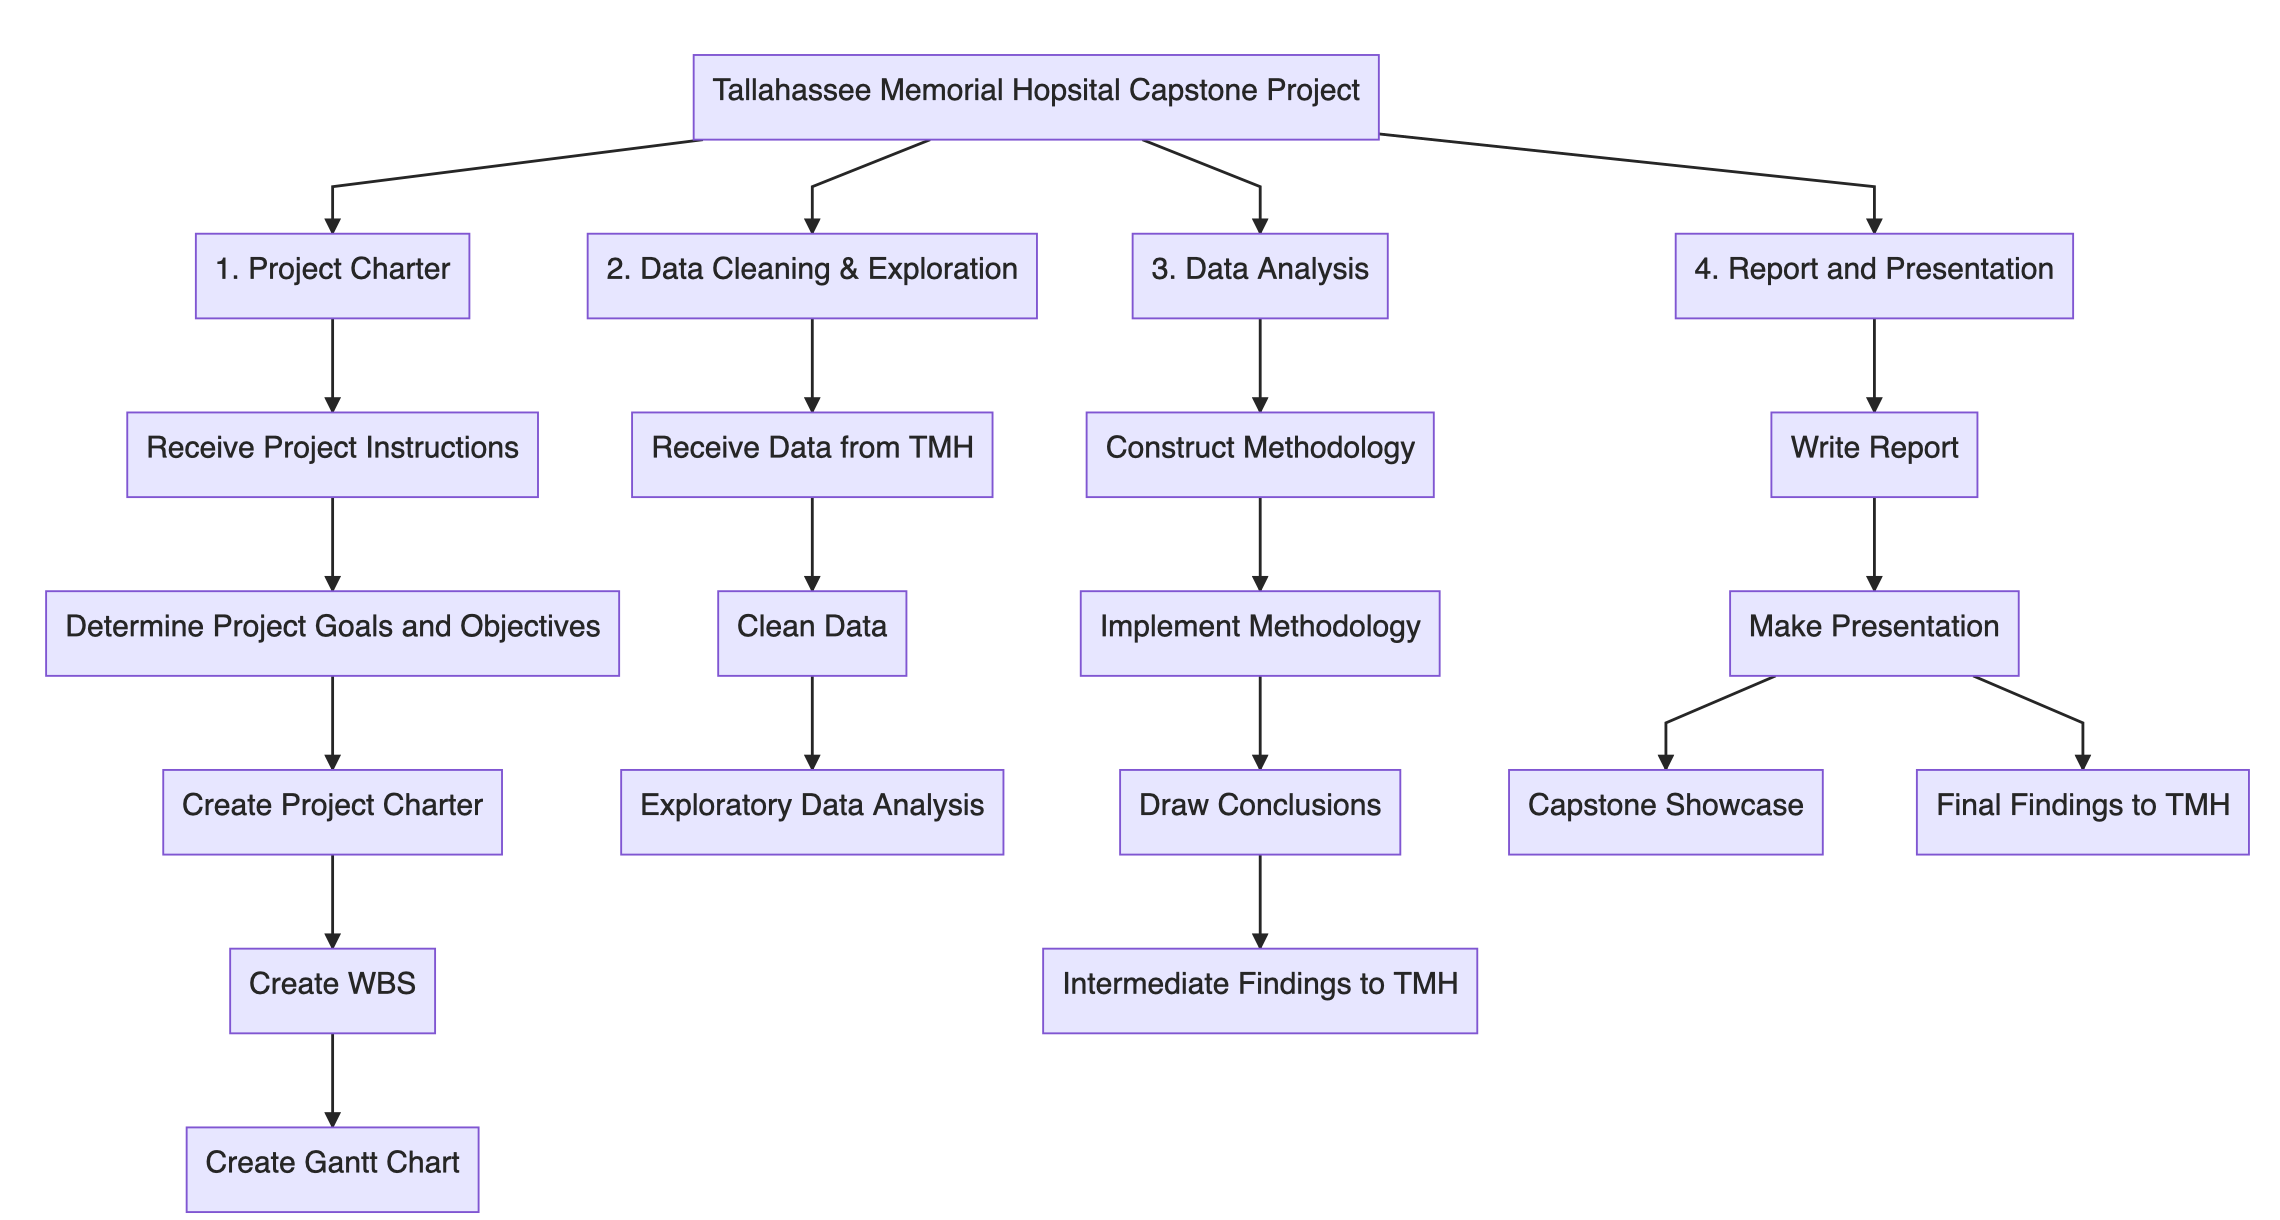 Tallahassee Memorial Hopsital Capstone Project
1. Project Charter
2. Data Cleaning & Exploration
3. Data Analysis
4. Report and Presentation
Receive Project Instructions
Receive Data from TMH
Construct Methodology
Write Report
Determine Project Goals and Objectives
Clean Data
Implement Methodology
Make Presentation
Create Project Charter
Exploratory Data Analysis
Draw Conclusions
Capstone Showcase
Final Findings to TMH
Create WBS
Intermediate Findings to TMH
Create Gantt Chart